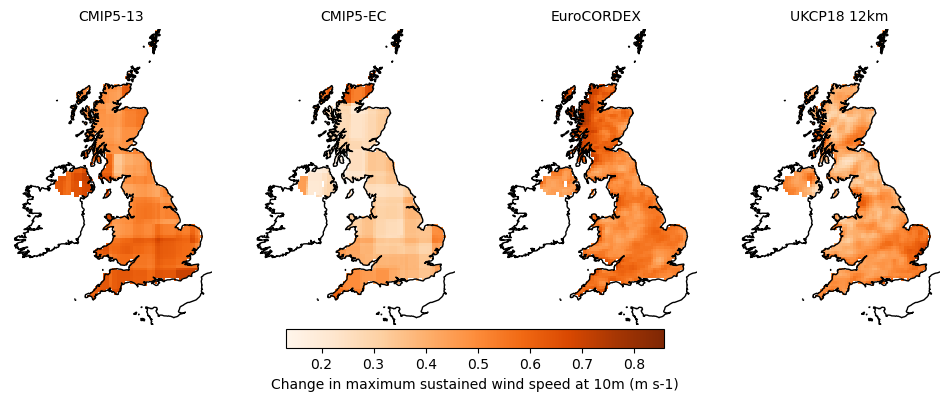 CMIP5-13 CMIP5-EC EuroCORDEX UKCP18 12km
0.2 0.3 0.4 0.5 0.6 0.7 0.8
Change in maximum sustained wind speed at 10m (m s-1)